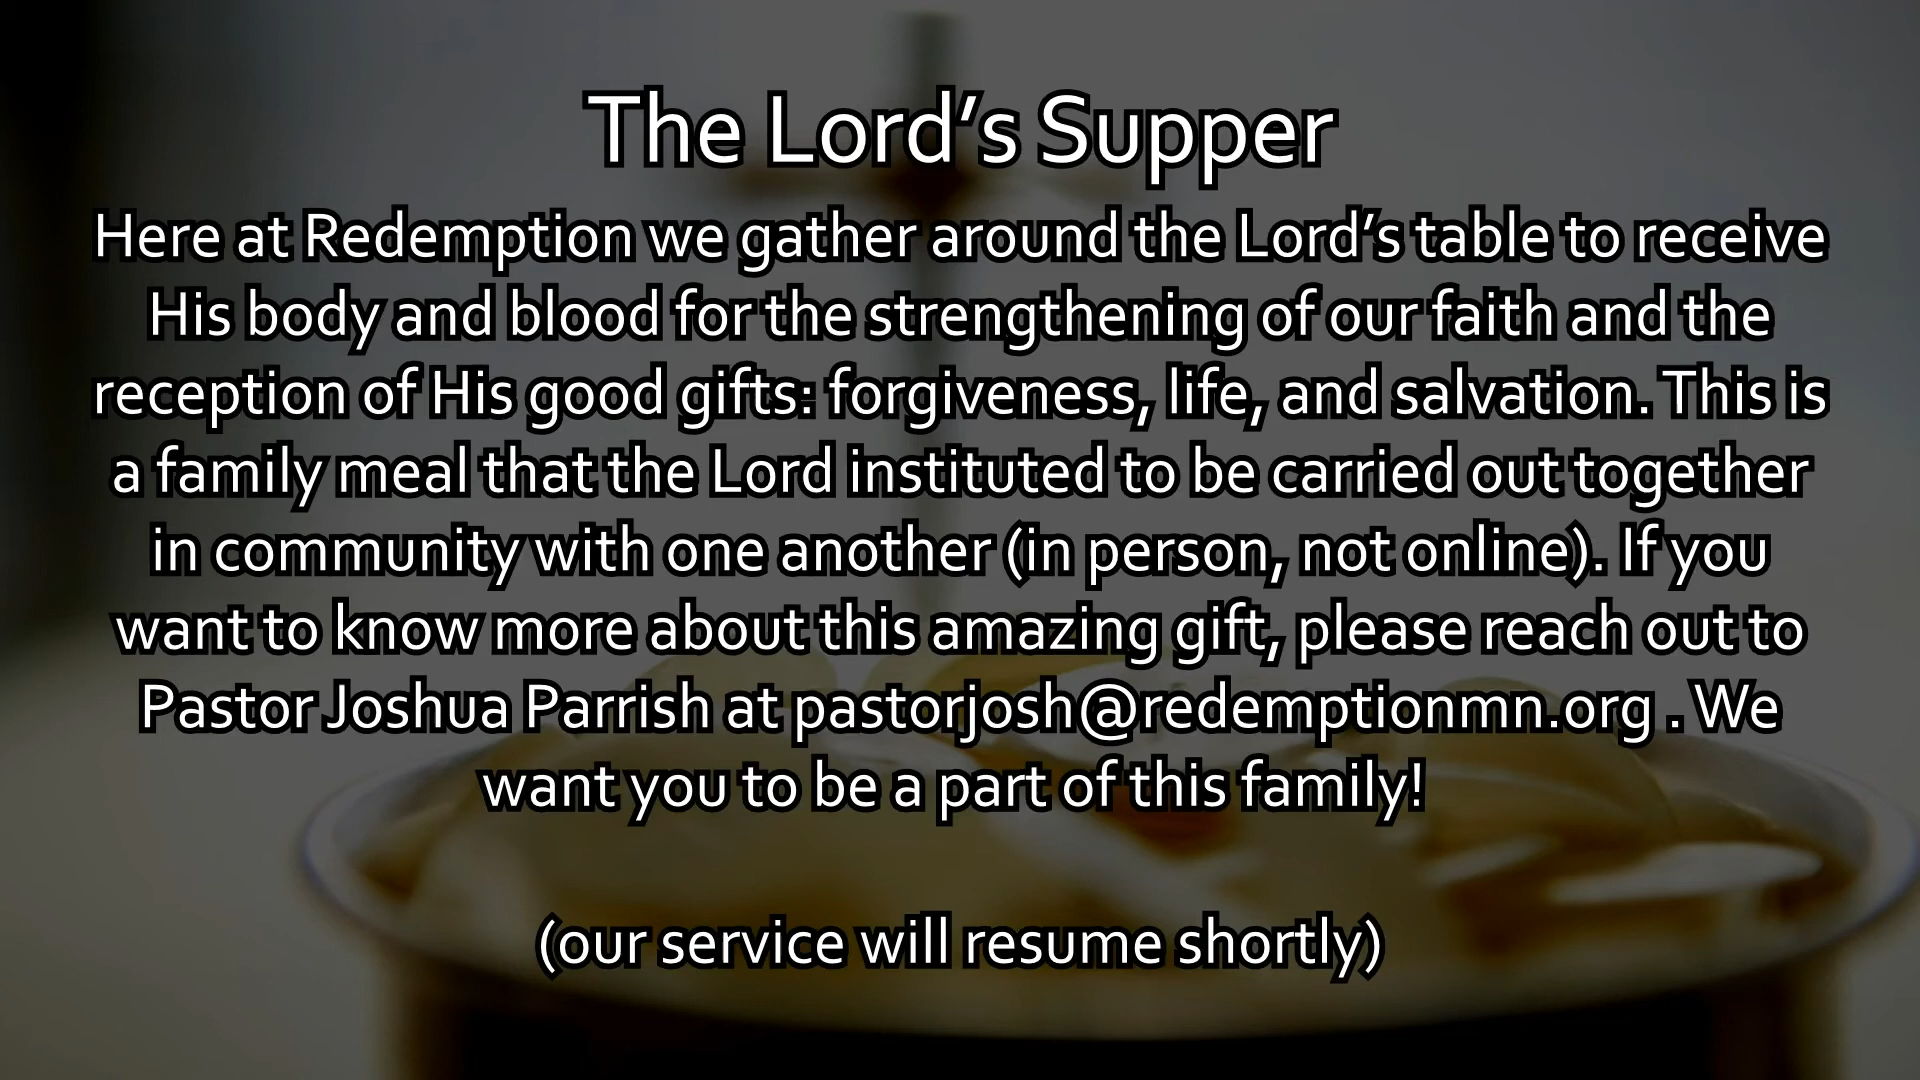 The Lord’s Supper
Here at Redemption we gather around the Lord’s table to receive
His body and blood for the strengthening of our faith and the
reception of His good gifts: forgiveness, life, and salvation. This is
a family meal that the Lord instituted to be carried out together
in community with one another (in person, not online). If you
want to know more about this amazing gift, please reach out to
Pastor Joshua Parrish at pastorjosh@redemptionmn.org . We
want you to be a part of this family!
(our service will resume shortly)